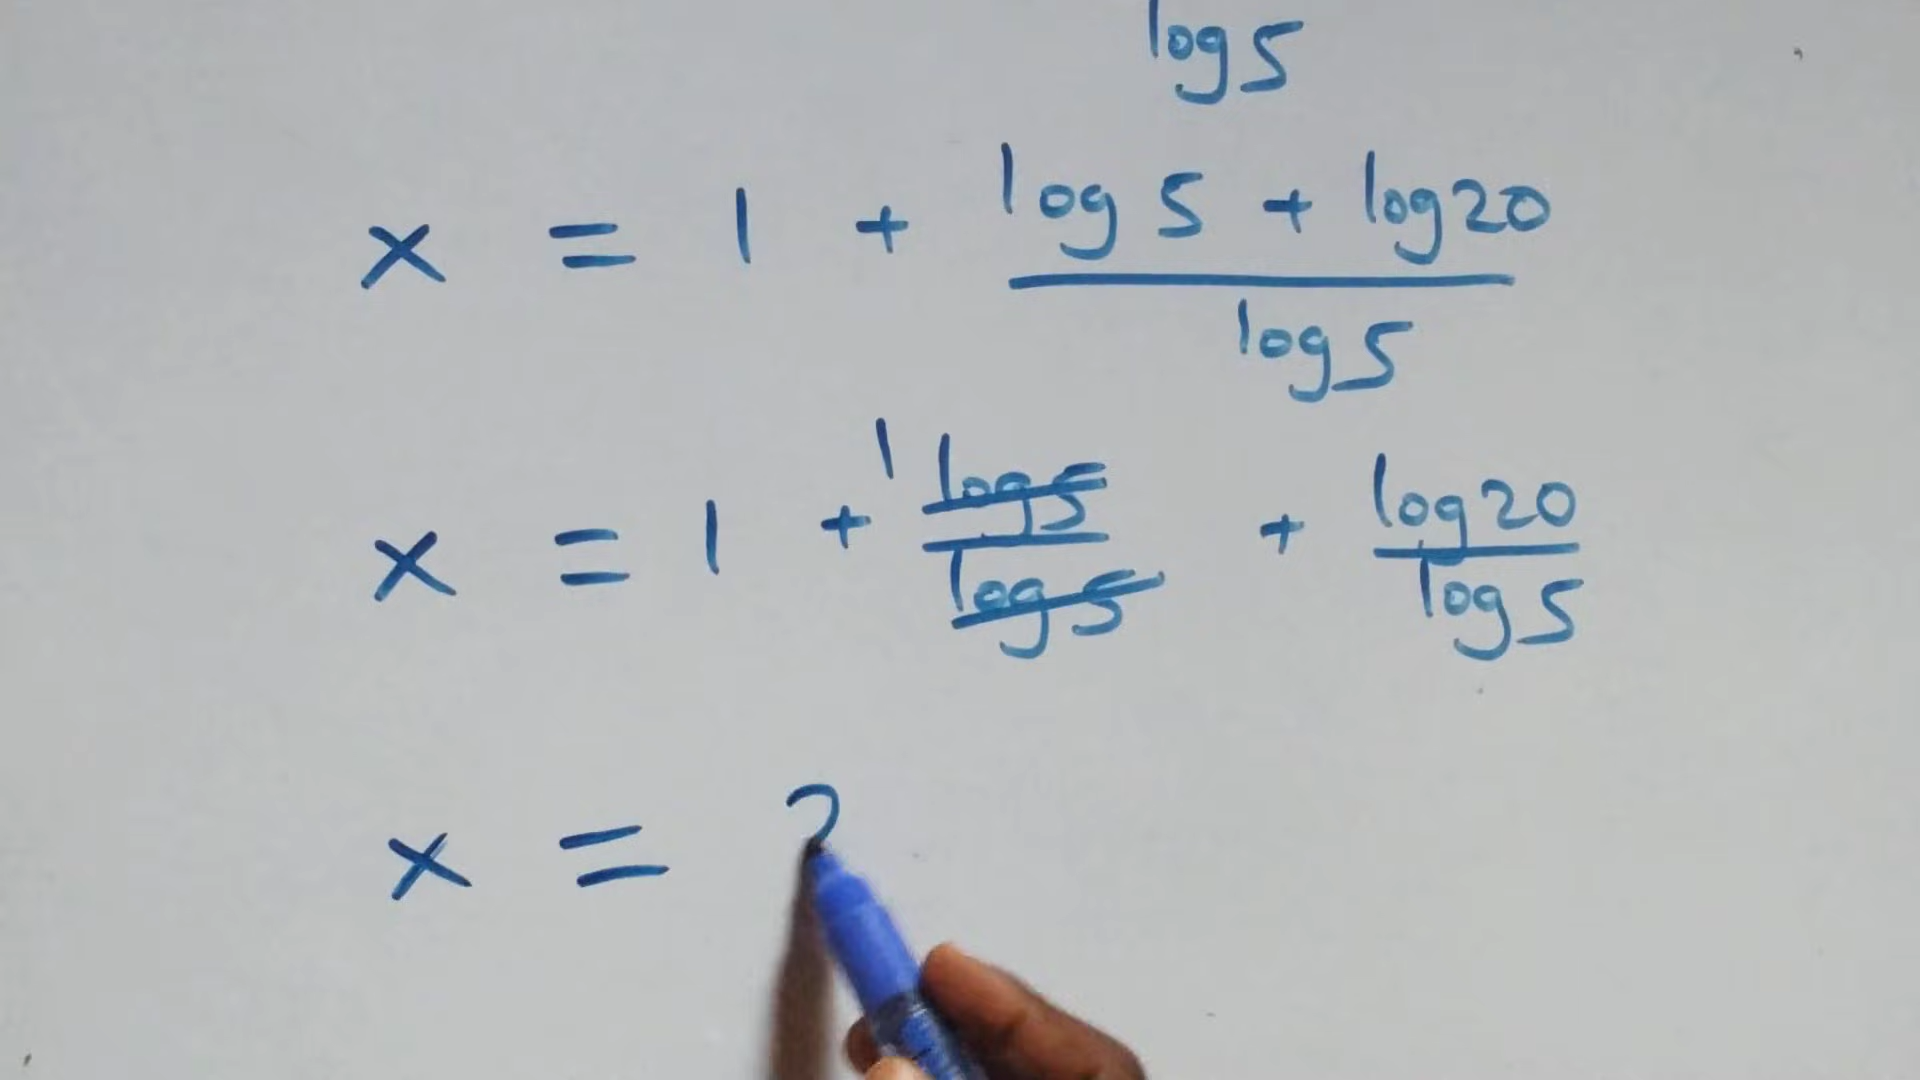 log 5
x = 1 + (log 5 + log 20) / log 5
x = 1 + 1 log 5 / log 5 + log 20 / log 5
x = 2